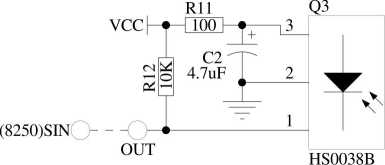 Q3
R11
VCC
100
3
+
C2
4.7uF
R12
10K
2
(8250)SIN
OUT
1
HS0038B